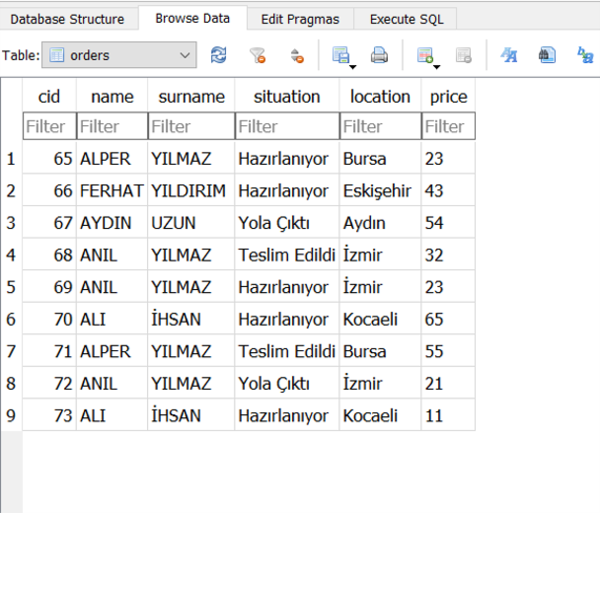 Database Structure Browse Data Edit Pragmas Execute SQL
Table: orders
cid name surname situation location price
Filter Filter Filter Filter Filter Filter
1 65 ALPER YILMAZ Hazırlanıyor Bursa 23
2 66 FERHAT YILDIRIM Hazırlanıyor Eskişehir 43
3 67 AYDIN UZUN Yola Çıktı Aydın 54
4 68 ANIL YILMAZ Teslim Edildi İzmir 32
5 69 ANIL YILMAZ Hazırlanıyor İzmir 23
6 70 ALI İHSAN Hazırlanıyor Kocaeli 65
7 71 ALPER YILMAZ Teslim Edildi Bursa 55
8 72 ANIL YILMAZ Yola Çıktı İzmir 21
9 73 ALI İHSAN Hazırlanıyor Kocaeli 11